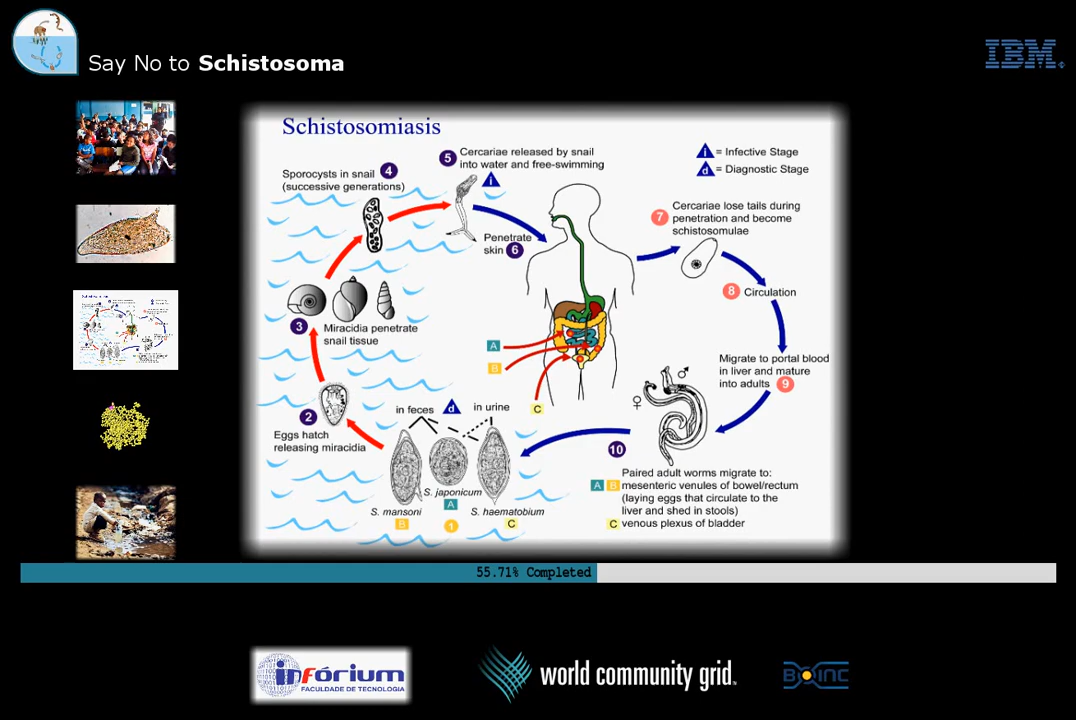 Say No to Schistosoma
IBM
Schistosomiasis
5 Cercariae released by snail
into water and free-swimming
i = Infective Stage
d = Diagnostic Stage
Sporocysts in snail 4
(successive generations)
i
Cercariae lose tails during
7 penetration and become
schistosomulae
Penetrate
skin 6
8 Circulation
3 Miracidia penetrate
snail tissue
A
B
C
Migrate to portal blood
in liver and mature
into adults 9
♂
♀
in feces d in urine
2
Eggs hatch
releasing miracidia
10
Paired adult worms migrate to:
A B mesenteric venules of bowel/rectum
(laying eggs that circulate to the
liver and shed in stools)
C venous plexus of bladder
S. japonicum
A
S. mansoni
B
1
S. haematobium
C
55.71% Completed
infórium
FACULDADE DE TECNOLOGIA
world community grid
BOINC